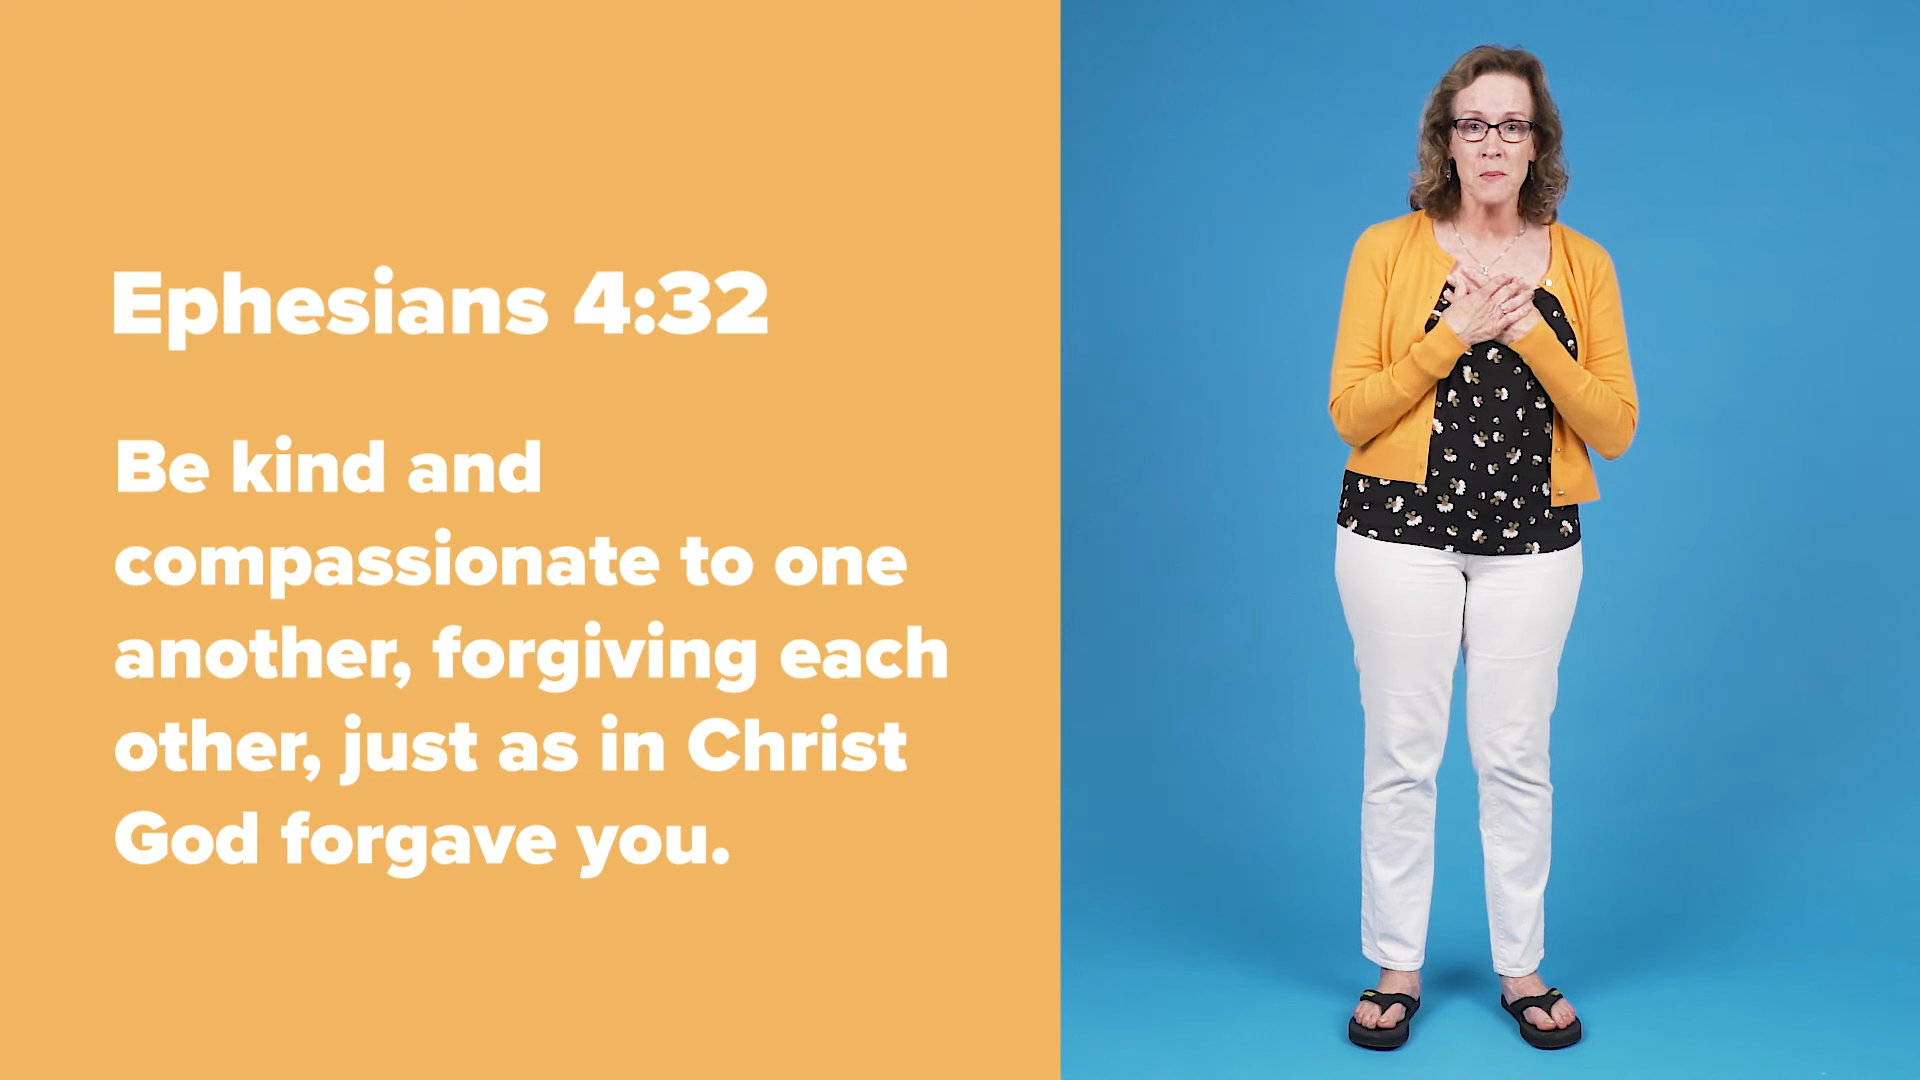 Ephesians 4:32
Be kind and
compassionate to one
another, forgiving each
other, just as in Christ
God forgave you.